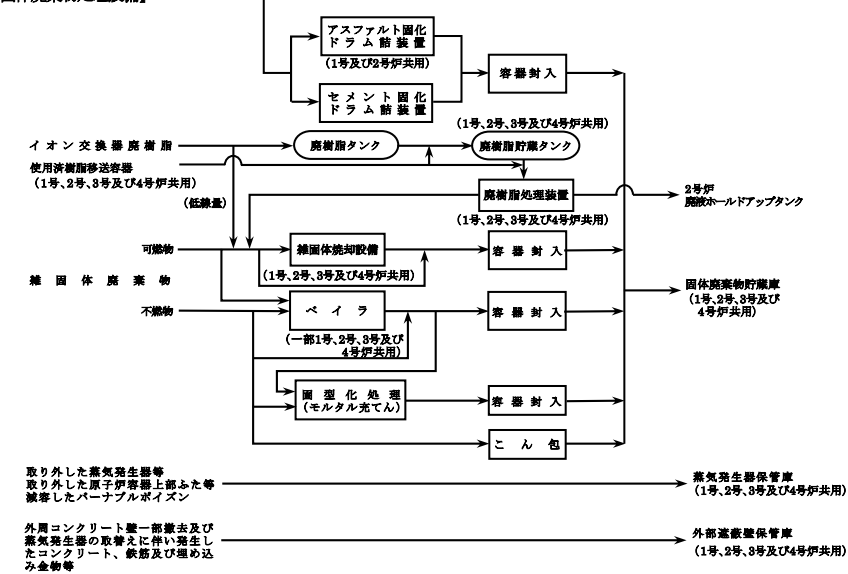 アスファルト固化
ドラム詰装置
(1号及び2号炉共用)
容器封入
セメント固化
ドラム詰装置
(1号、2号、3号及び4号炉共用)
イオン交換器廃樹脂
廃樹脂タンク
廃樹脂貯蔵タンク
使用済樹脂移送容器
(1号、2号、3号及び4号炉共用)
(低線量)
廃樹脂処理装置
(1号、2号、3号及び4号炉共用)
2号炉
廃液ホールドアップタンク
可燃物
雑固体焼却設備
(1号、2号、3号及び4号炉共用)
容器封入
雑固体廃棄物
固体廃棄物貯蔵庫
(1号、2号、3号及び
4号炉共用)
不燃物
ベイラ
(一部1号、2号、3号及び
4号炉共用)
容器封入
固型化処理
(モルタル充てん)
容器封入
こん包
取り外した蒸気発生器等
取り外した原子炉容器上部ふた等
減容したバーナブルポイズン
蒸気発生器保管庫
(1号、2号、3号及び4号炉共用)
外周コンクリート壁一部撤去及び
蒸気発生器の取替えに伴い発生し
たコンクリート、鉄筋及び埋め込
み金物等
外部遮蔽壁保管庫
(1号、2号、3号及び4号炉共用)